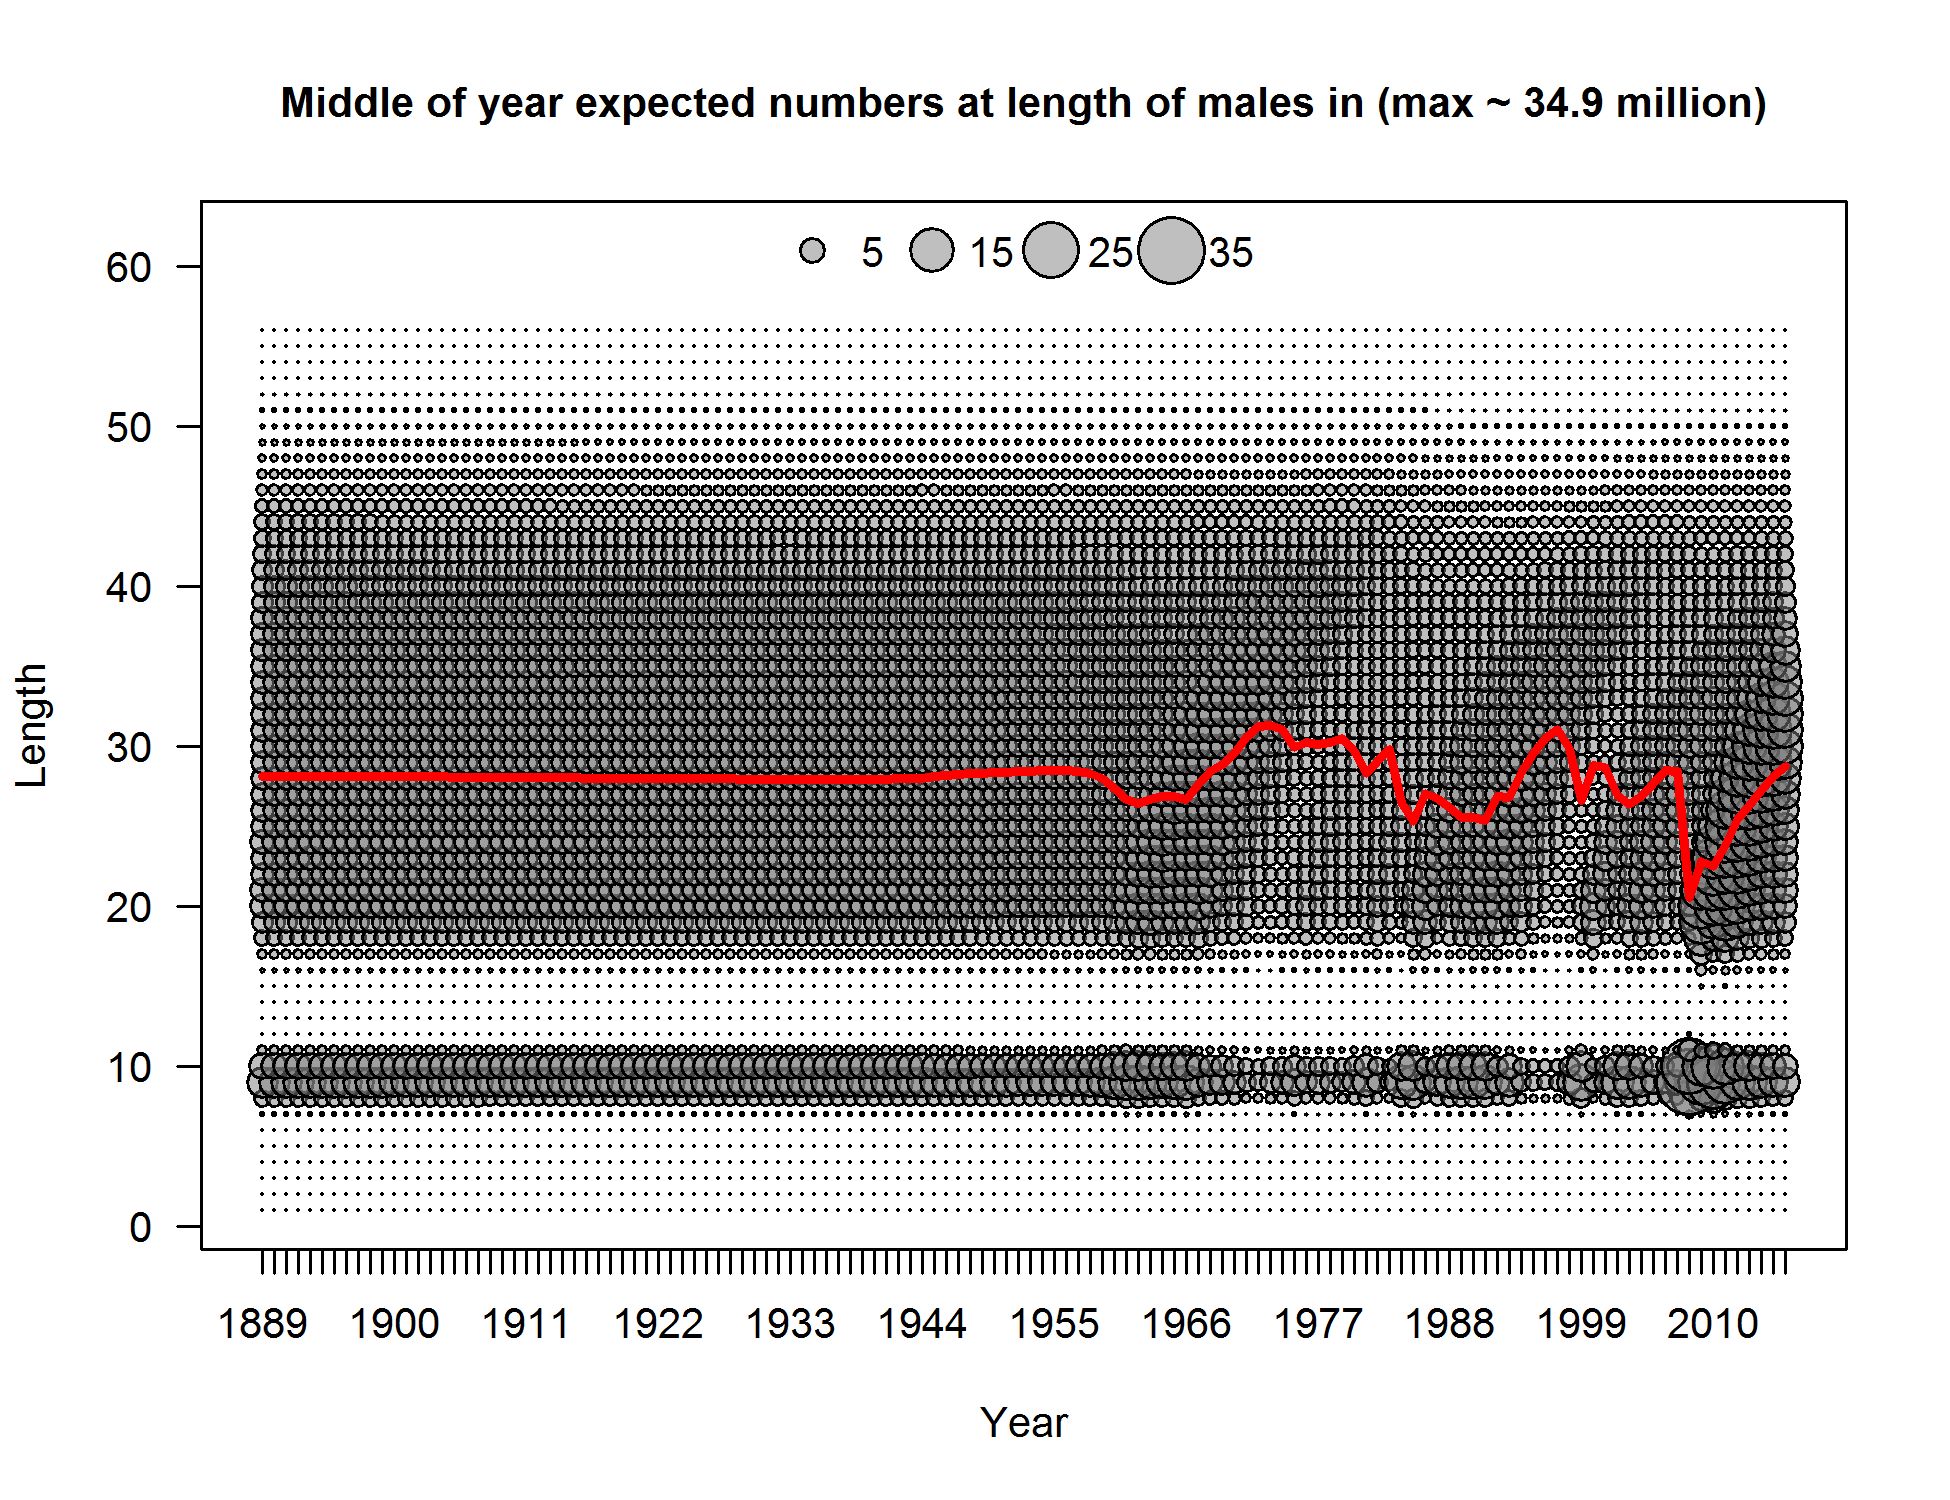 Middle of year expected numbers at length of males in (max ~ 34.9 million)
5 15 25 35
60
50
40
30
20
10
0
Length
1889 1900 1911 1922 1933 1944 1955 1966 1977 1988 1999 2010
Year